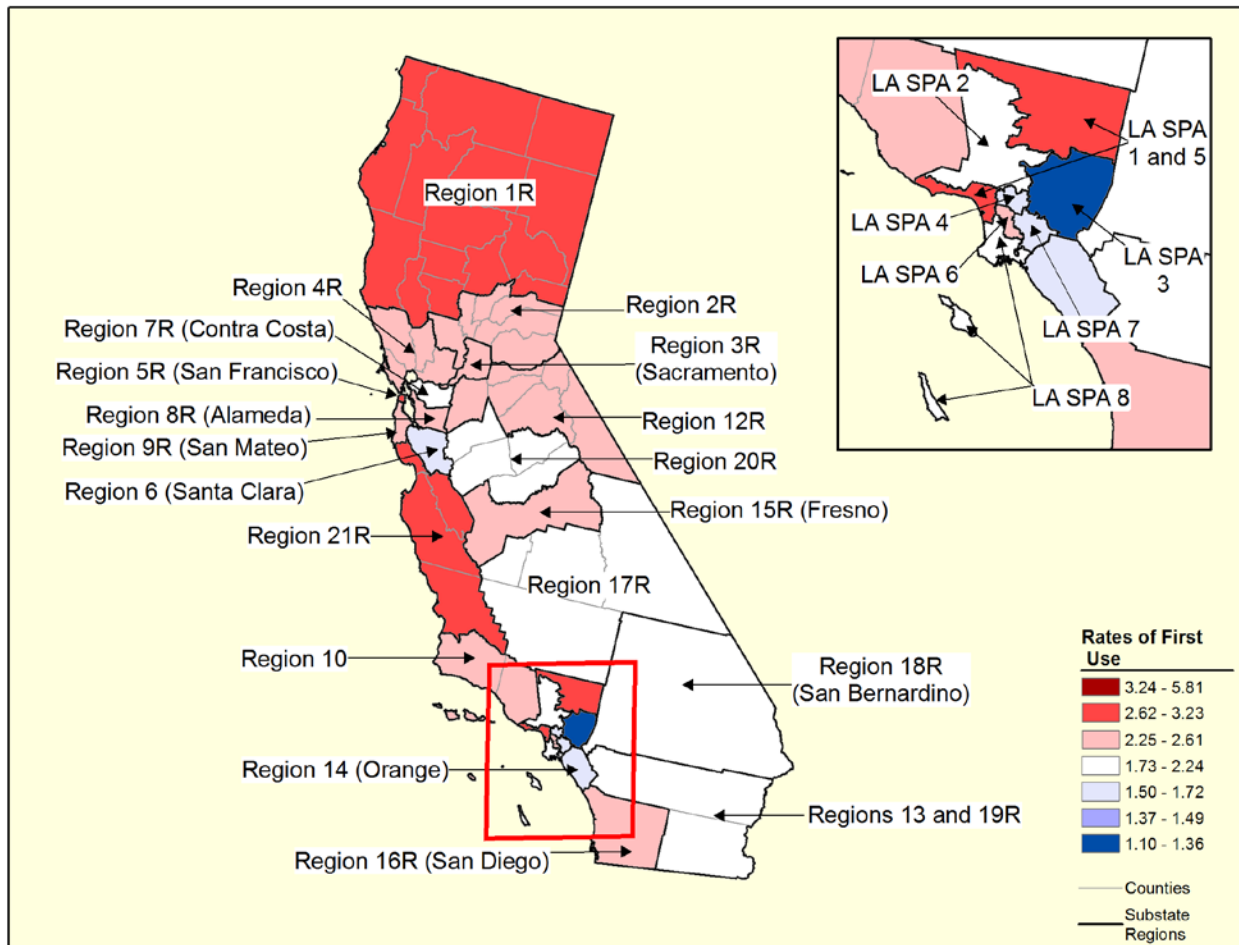 Region 1R
Region 4R
Region 7R (Contra Costa)
Region 5R (San Francisco)
Region 8R (Alameda)
Region 9R (San Mateo)
Region 6 (Santa Clara)
Region 21R
Region 10
Region 14 (Orange)
Region 16R (San Diego)
Region 2R
Region 3R
(Sacramento)
Region 12R
Region 20R
Region 15R (Fresno)
Region 17R
Region 18R
(San Bernardino)
Regions 13 and 19R
LA SPA 2
LA SPA
1 and 5
LA SPA 4
LA SPA 6
LA SPA
3
LA SPA 7
LA SPA 8
Rates of First
Use
3.24 - 5.81
2.62 - 3.23
2.25 - 2.61
1.73 - 2.24
1.50 - 1.72
1.37 - 1.49
1.10 - 1.36
Counties
Substate
Regions